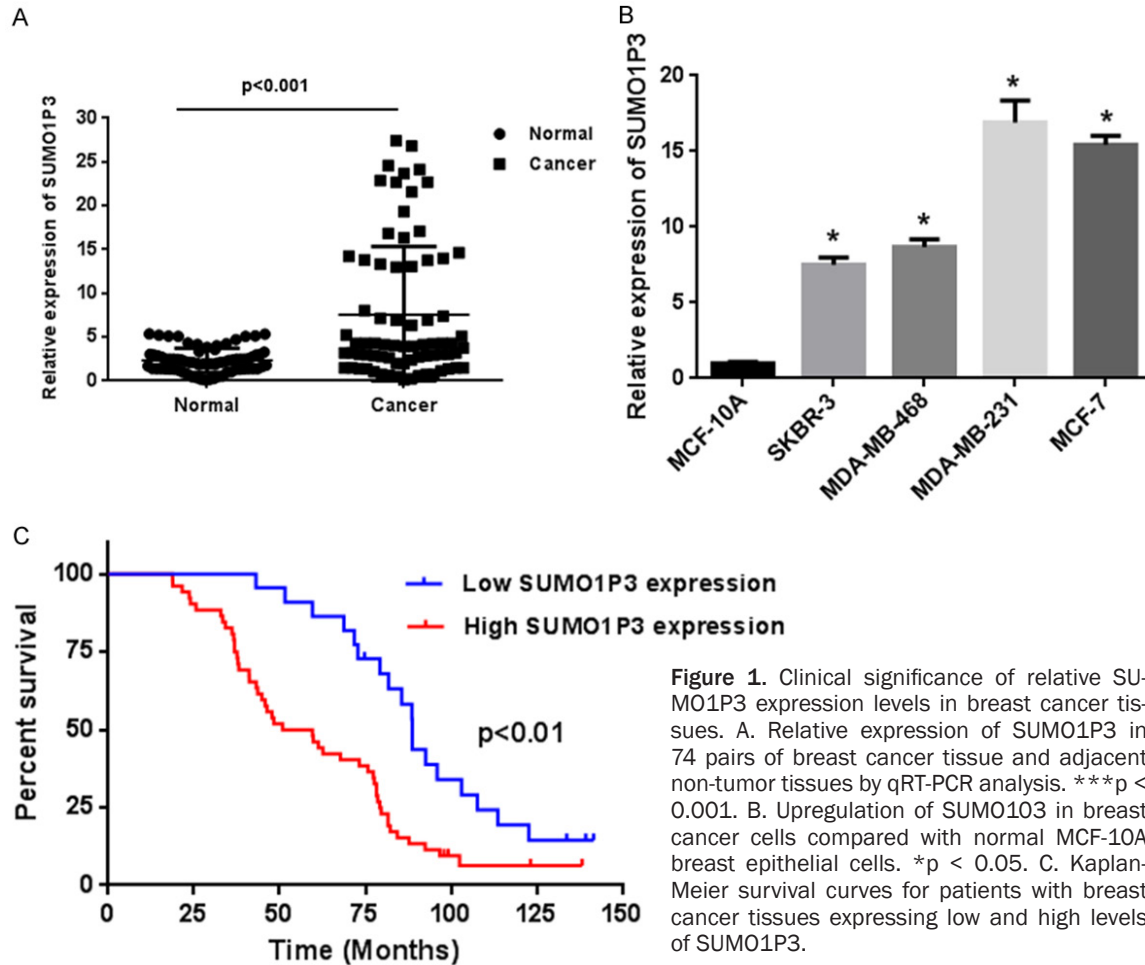 A
p<0.001
Relative expression of SUMO1P3
30
25
20
15
10
5
0
Normal
Cancer
Normal
Cancer
B
Relative expression of SUMO1P3
20
15
10
5
0
*
*
*
*
MCF-10A
SKBR-3
MDA-MB-468
MDA-MB-231
MCF-7
C
Percent survival
100
75
50
25
0
Low SUMO1P3 expression
High SUMO1P3 expression
p<0.01
0 25 50 75 100 125 150
Time (Months)
Figure 1. Clinical significance of relative SU-
MO1P3 expression levels in breast cancer tis-
sues. A. Relative expression of SUMO1P3 in
74 pairs of breast cancer tissue and adjacent
non-tumor tissues by qRT-PCR analysis. ***p <
0.001. B. Upregulation of SUMO103 in breast
cancer cells compared with normal MCF-10A
breast epithelial cells. *p < 0.05. C. Kaplan-
Meier survival curves for patients with breast
cancer tissues expressing low and high levels
of SUMO1P3.